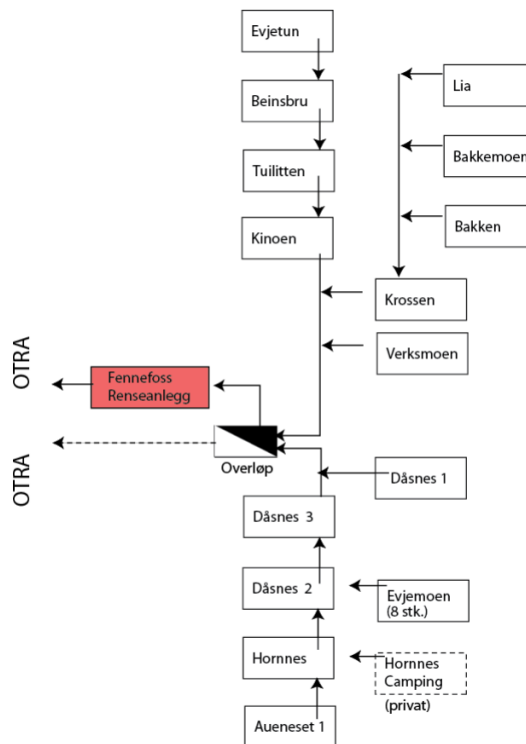 Evjetun
Lia
Beinsbru
Bakkemoen
Tuilitten
Bakken
Kinoen
Krossen
Verksmoen
OTRA
Fennefoss
Renseanlegg
OTRA
Overløp
Dåsnes 1
Dåsnes 3
Dåsnes 2
Evjemoen
(8 stk.)
Hornnes
Hornnes
Camping
(privat)
Aueneset 1